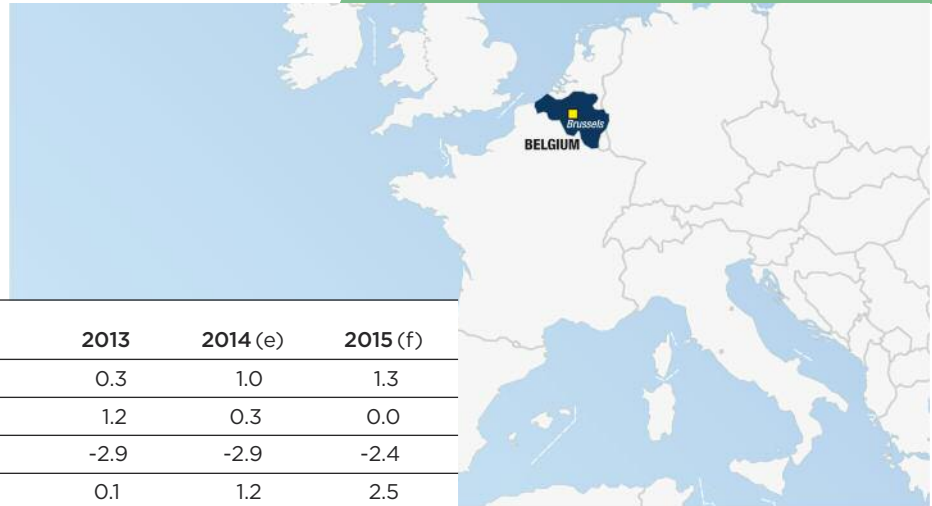 Brussels
BELGIUM
2013 2014 (e) 2015 (f)
0.3 1.0 1.3
1.2 0.3 0.0
-2.9 -2.9 -2.4
0.1 1.2 2.5